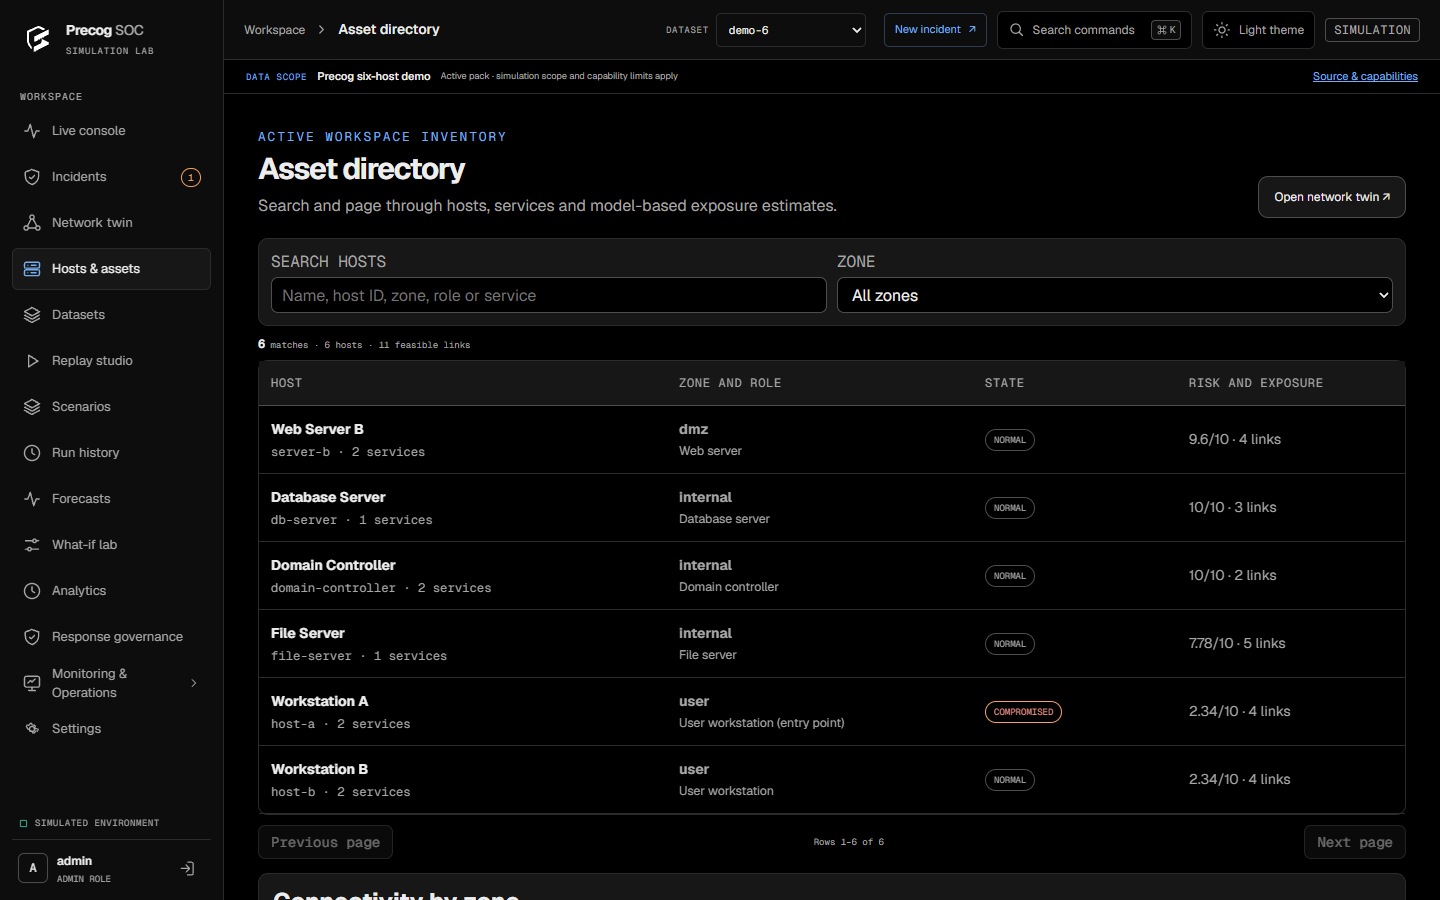 Precog SOC
SIMULATION LAB
WORKSPACE
Live console
Incidents
1
Network twin
Hosts & assets
Datasets
Replay studio
Scenarios
Run history
Forecasts
What-if lab
Analytics
Response governance
Monitoring &
Operations
Settings
SIMULATED ENVIRONMENT
A
admin
ADMIN ROLE
Workspace
Asset directory
DATASET
demo-6
New incident ↗
Search commands
⌘ K
Light theme
SIMULATION
DATA SCOPE Precog six-host demo Active pack · simulation scope and capability limits apply
Source & capabilities
ACTIVE WORKSPACE INVENTORY
Asset directory
Search and page through hosts, services and model-based exposure estimates.
Open network twin ↗
SEARCH HOSTS
Name, host ID, zone, role or service
ZONE
All zones
6 matches · 6 hosts · 11 feasible links
HOST ZONE AND ROLE STATE RISK AND EXPOSURE
Web Server B
server-b · 2 services
dmz
Web server
NORMAL
9.6/10 · 4 links
Database Server
db-server · 1 services
internal
Database server
NORMAL
10/10 · 3 links
Domain Controller
domain-controller · 2 services
internal
Domain controller
NORMAL
10/10 · 2 links
File Server
file-server · 1 services
internal
File server
NORMAL
7.78/10 · 5 links
Workstation A
host-a · 2 services
user
User workstation (entry point)
COMPROMISED
2.34/10 · 4 links
Workstation B
host-b · 2 services
user
User workstation
NORMAL
2.34/10 · 4 links
Previous page
Rows 1–6 of 6
Next page
Connectivity by zone